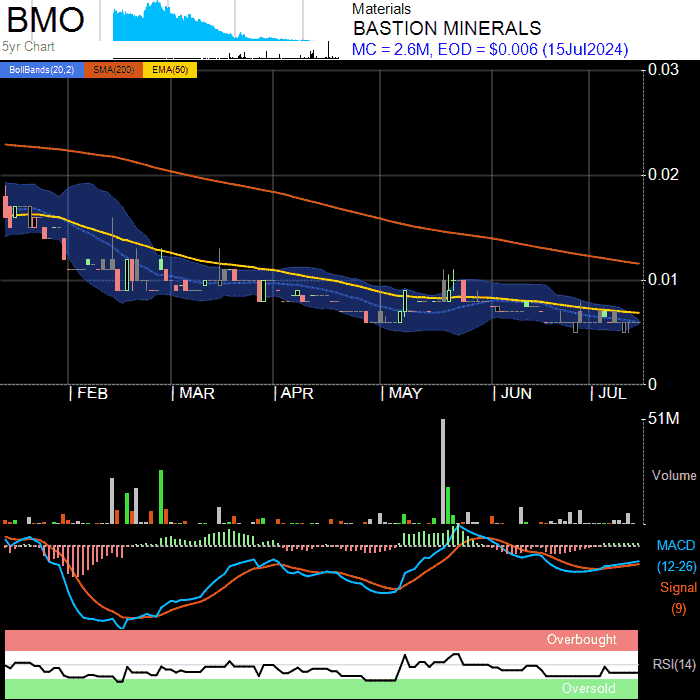 BMO
5yr Chart
Materials
BASTION MINERALS
MC = 2.6M, EOD = $0.006 (15Jul2024)
BollBands(20,2) SMA(200) EMA(50)
0.03
0.02
0.01
0
FEB MAR APR MAY JUN JUL
51M
Volume
MACD
(12-26)
Signal
(9)
Overbought
RSI(14)
Oversold